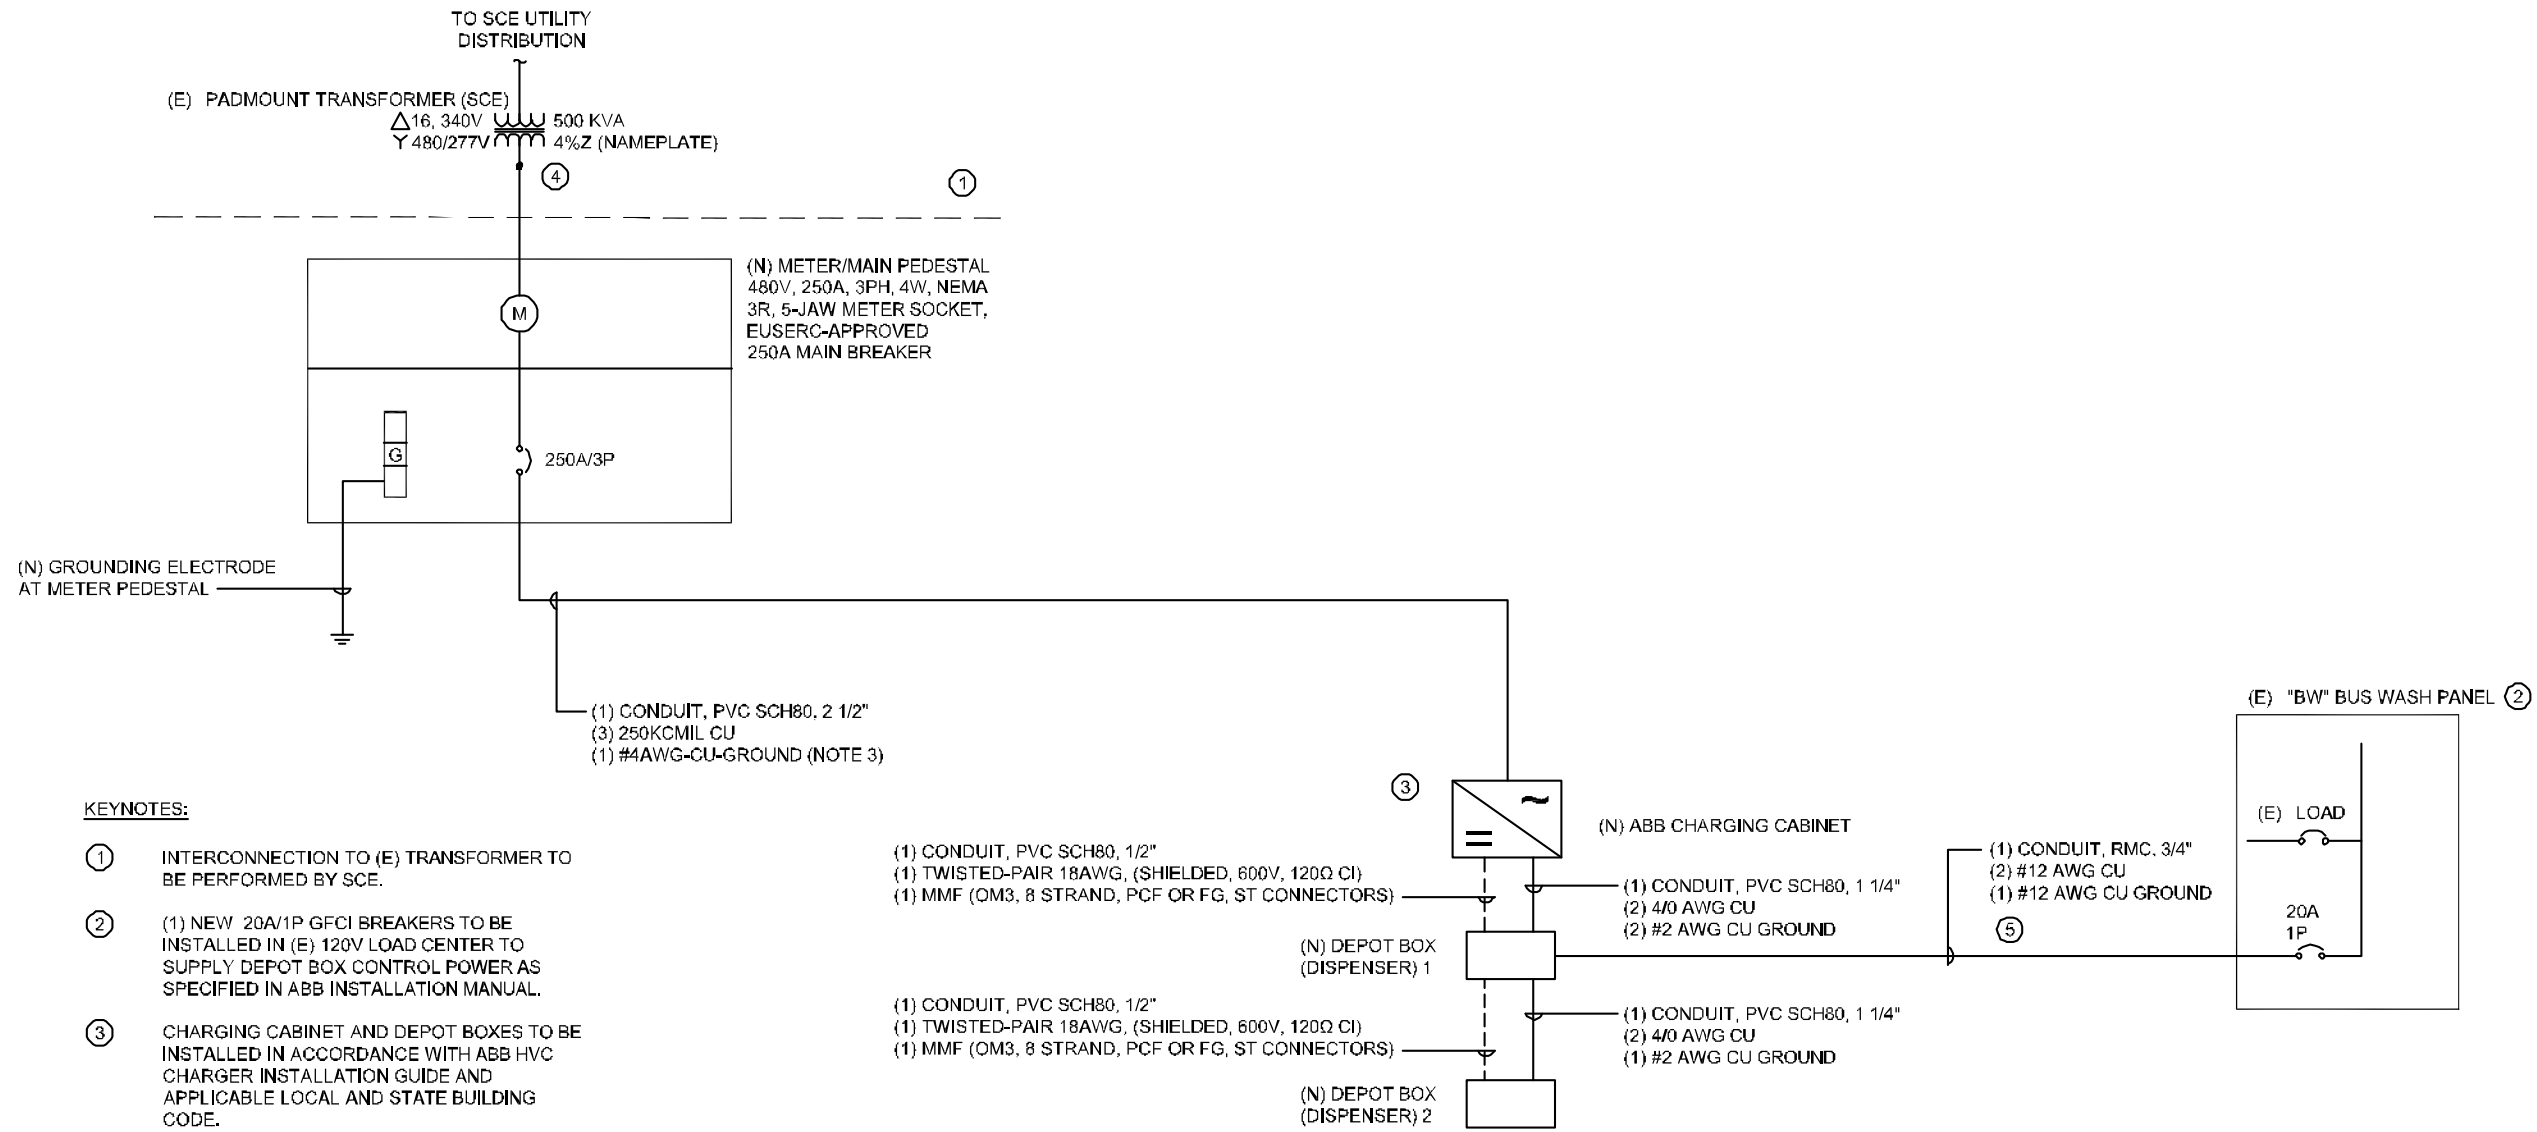 TO SCE UTILITY
DISTRIBUTION
(E) PADMOUNT TRANSFORMER (SCE)
16, 340V
500 KVA
480/277V
4%Z (NAMEPLATE)
4
1
(N) METER/MAIN PEDESTAL
480V, 250A, 3PH, 4W, NEMA
3R, 5-JAW METER SOCKET,
EUSERC-APPROVED
250A MAIN BREAKER
M
G
250A/3P
(N) GROUNDING ELECTRODE
AT METER PEDESTAL
(1) CONDUIT, PVC SCH80, 2 1/2"
(3) 250KCMIL CU
(1) #4AWG-CU-GROUND (NOTE 3)
(E) "BW" BUS WASH PANEL 2
(E) LOAD
20A
1P
3
(N) ABB CHARGING CABINET
(1) CONDUIT, PVC SCH80, 1/2"
(1) TWISTED-PAIR 18AWG, (SHIELDED, 600V, 120Ω CI)
(1) MMF (OM3, 8 STRAND, PCF OR FG, ST CONNECTORS)
(1) CONDUIT, PVC SCH80, 1 1/4"
(2) 4/0 AWG CU
(2) #2 AWG CU GROUND
(1) CONDUIT, RMC, 3/4"
(2) #12 AWG CU
(1) #12 AWG CU GROUND
5
(N) DEPOT BOX
(DISPENSER) 1
(1) CONDUIT, PVC SCH80, 1/2"
(1) TWISTED-PAIR 18AWG, (SHIELDED, 600V, 120Ω CI)
(1) MMF (OM3, 8 STRAND, PCF OR FG, ST CONNECTORS)
(1) CONDUIT, PVC SCH80, 1 1/4"
(2) 4/0 AWG CU
(1) #2 AWG CU GROUND
(N) DEPOT BOX
(DISPENSER) 2
KEYNOTES:
1 INTERCONNECTION TO (E) TRANSFORMER TO
BE PERFORMED BY SCE.
2 (1) NEW 20A/1P GFCI BREAKERS TO BE
INSTALLED IN (E) 120V LOAD CENTER TO
SUPPLY DEPOT BOX CONTROL POWER AS
SPECIFIED IN ABB INSTALLATION MANUAL.
3 CHARGING CABINET AND DEPOT BOXES TO BE
INSTALLED IN ACCORDANCE WITH ABB HVC
CHARGER INSTALLATION GUIDE AND
APPLICABLE LOCAL AND STATE BUILDING
CODE.